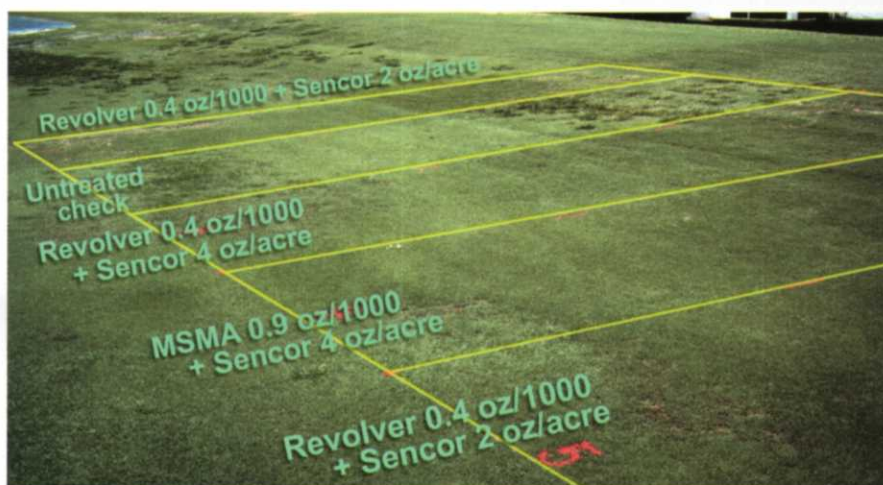 Revolver 0.4 oz/1000 + Sencor 2 oz/acre
Untreated
check
Revolver 0.4 oz/1000
+ Sencor 4 oz/acre
MSMA 0.9 oz/1000
+ Sencor 4 oz/acre
Revolver 0.4 oz/1000
+ Sencor 2 oz/acre
5